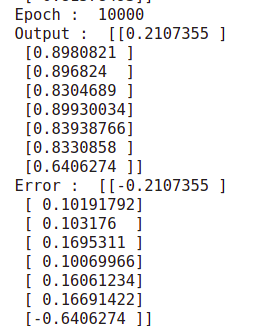 Epoch :  10000
Output :  [[0.2107355 ]
 [0.8980821 ]
 [0.896824  ]
 [0.8304689 ]
 [0.89930034]
 [0.83938766]
 [0.8330858 ]
 [0.6406274 ]]
Error :  [[-0.2107355 ]
 [ 0.10191792]
 [ 0.103176  ]
 [ 0.1695311 ]
 [ 0.10069966]
 [ 0.16061234]
 [ 0.16691422]
 [-0.6406274 ]]